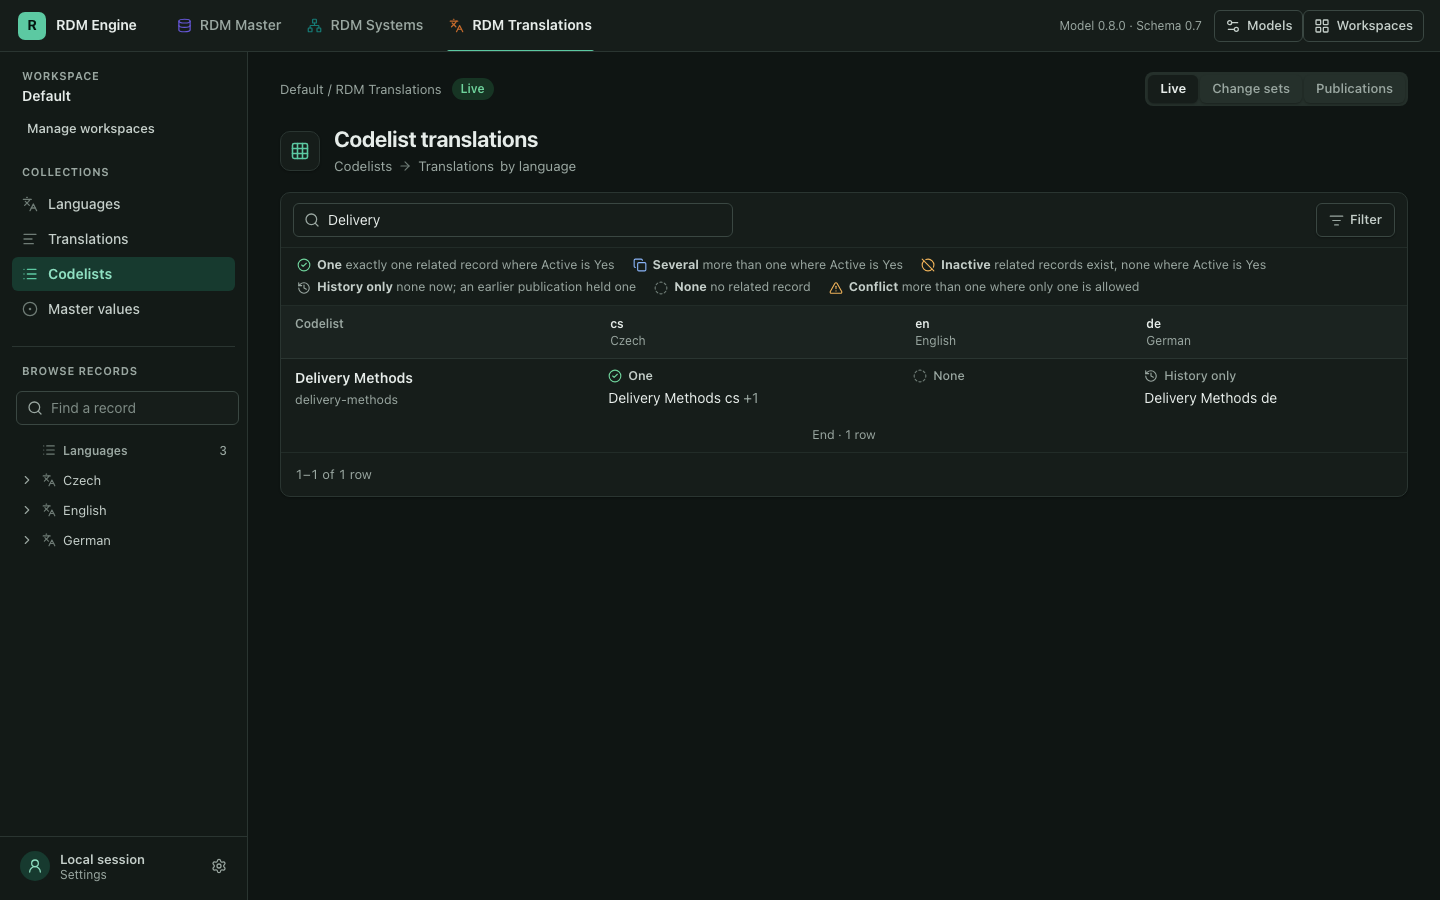 R RDM Engine RDM Master RDM Systems RDM Translations Model 0.8.0 · Schema 0.7 Models Workspaces
WORKSPACE
Default
Manage workspaces
COLLECTIONS
Languages
Translations
Codelists
Master values
BROWSE RECORDS
Find a record
Languages 3
Czech
English
German
Local session
Settings
Default / RDM Translations Live Live Change sets Publications
Codelist translations
Codelists → Translations by language
Delivery Filter
One exactly one related record where Active is Yes Several more than one where Active is Yes Inactive related records exist, none where Active is Yes
History only none now; an earlier publication held one None no related record Conflict more than one where only one is allowed
Codelist cs en de
Czech English German
Delivery Methods One None History only
delivery-methods Delivery Methods cs +1 Delivery Methods de
End · 1 row
1–1 of 1 row